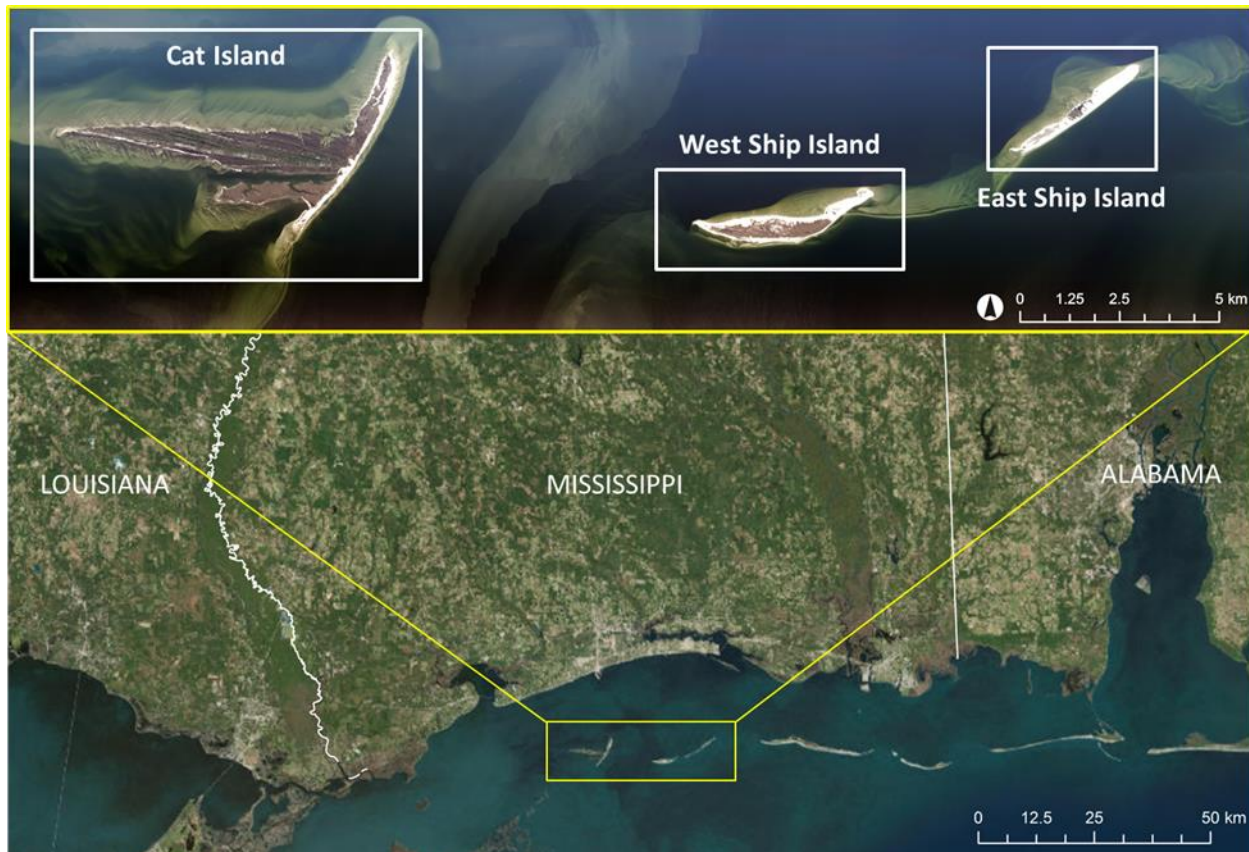 Cat Island
West Ship Island
East Ship Island
0 1.25 2.5 5 km
LOUISIANA
MISSISSIPPI
ALABAMA
0 12.5 25 50 km